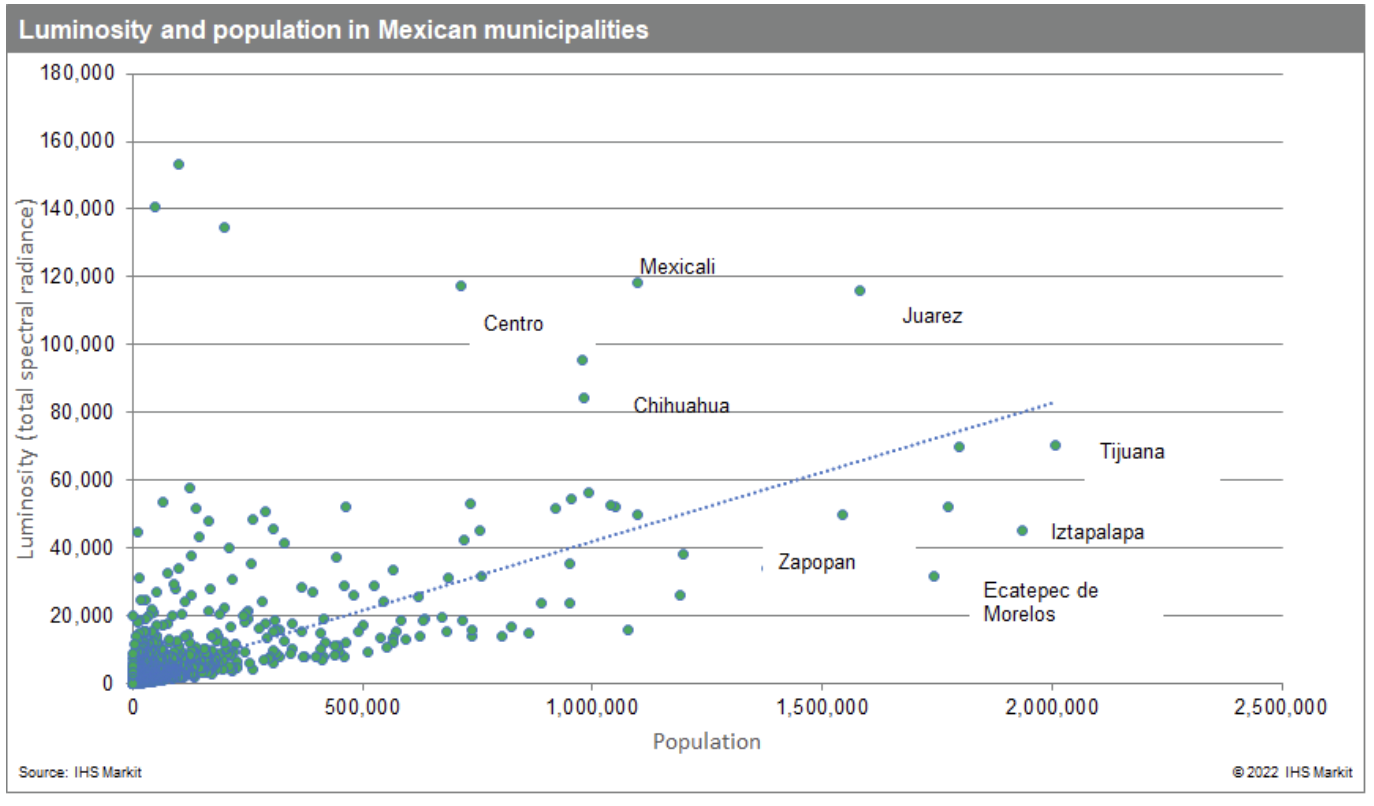 Luminosity and population in Mexican municipalities
180,000
160,000
140,000
120,000
100,000
80,000
60,000
40,000
20,000
0
Luminosity (total spectral radiance)
Mexicali
Centro
Juarez
Chihuahua
Tijuana
Iztapalapa
Zapopan
Ecatepec de
Morelos
0
500,000
1,000,000
1,500,000
2,000,000
2,500,000
Population
Source: IHS Markit
© 2022 IHS Markit